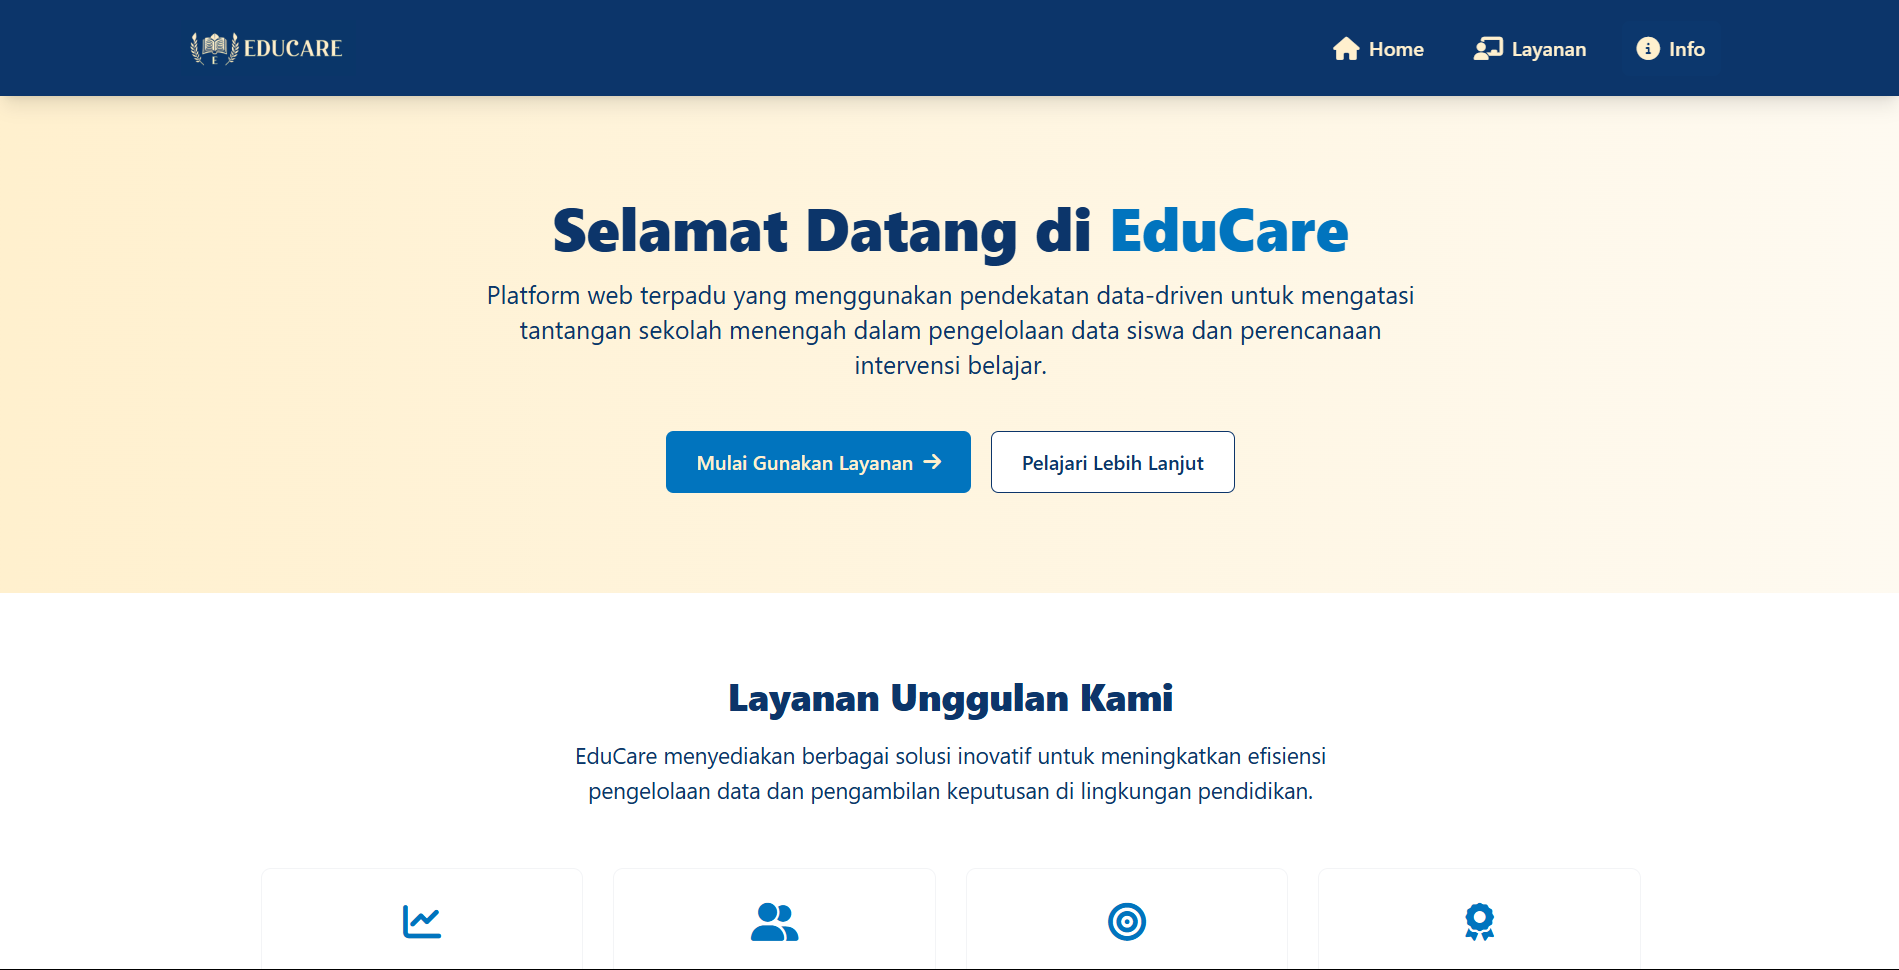 EDUCARE
E
Home
Layanan
Info
Selamat Datang di EduCare
Platform web terpadu yang menggunakan pendekatan data-driven untuk mengatasi
tantangan sekolah menengah dalam pengelolaan data siswa dan perencanaan
intervensi belajar.
Mulai Gunakan Layanan →
Pelajari Lebih Lanjut
Layanan Unggulan Kami
EduCare menyediakan berbagai solusi inovatif untuk meningkatkan efisiensi
pengelolaan data dan pengambilan keputusan di lingkungan pendidikan.